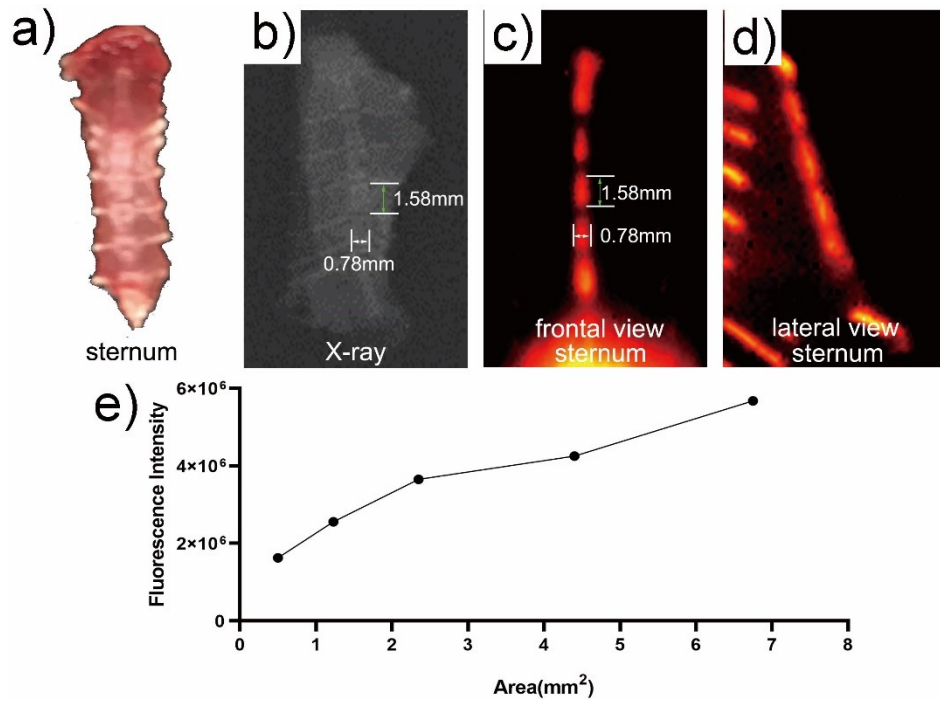 a)
sternum
b)
1.58mm
0.78mm
X-ray
c)
1.58mm
0.78mm
frontal view
sternum
d)
lateral view
sternum
e)
Fluorescence Intensity
6×10⁶
4×10⁶
2×10⁶
0
0 1 2 3 4 5 6 7 8
Area(mm²)